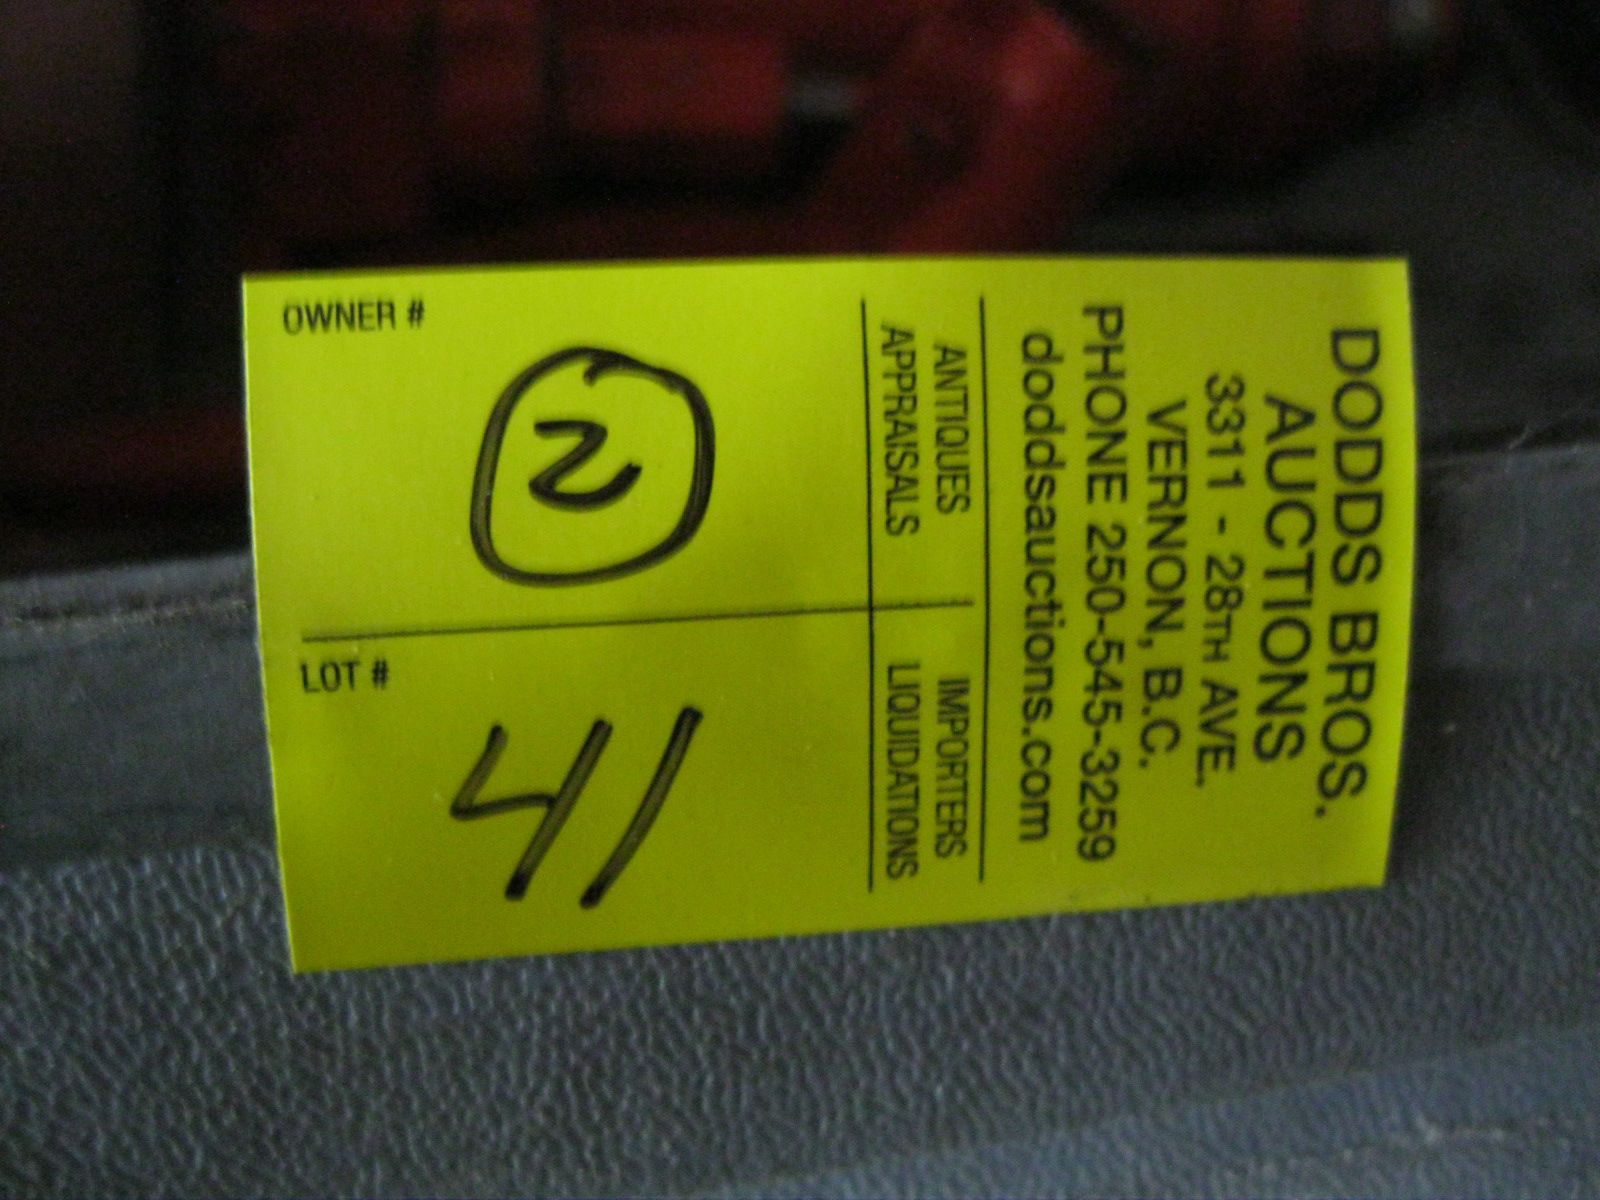 DODDS BROS.
AUCTIONS
3311 - 28TH AVE.
VERNON, B.C.
PHONE 250-545-3259
doddsauctions.com
ANTIQUES
APPRAISALS
IMPORTERS
LIQUIDATIONS
OWNER #
2
LOT #
41